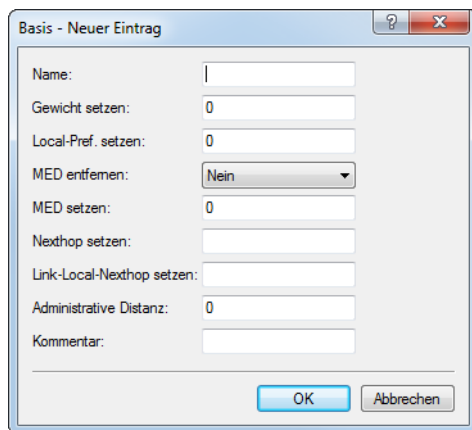 Basis - Neuer Eintrag
Name:
Gewicht setzen: 0
Local-Pref. setzen: 0
MED entfernen: Nein
MED setzen: 0
Nexthop setzen:
Link-Local-Nexthop setzen:
Administrative Distanz: 0
Kommentar:
OK Abbrechen